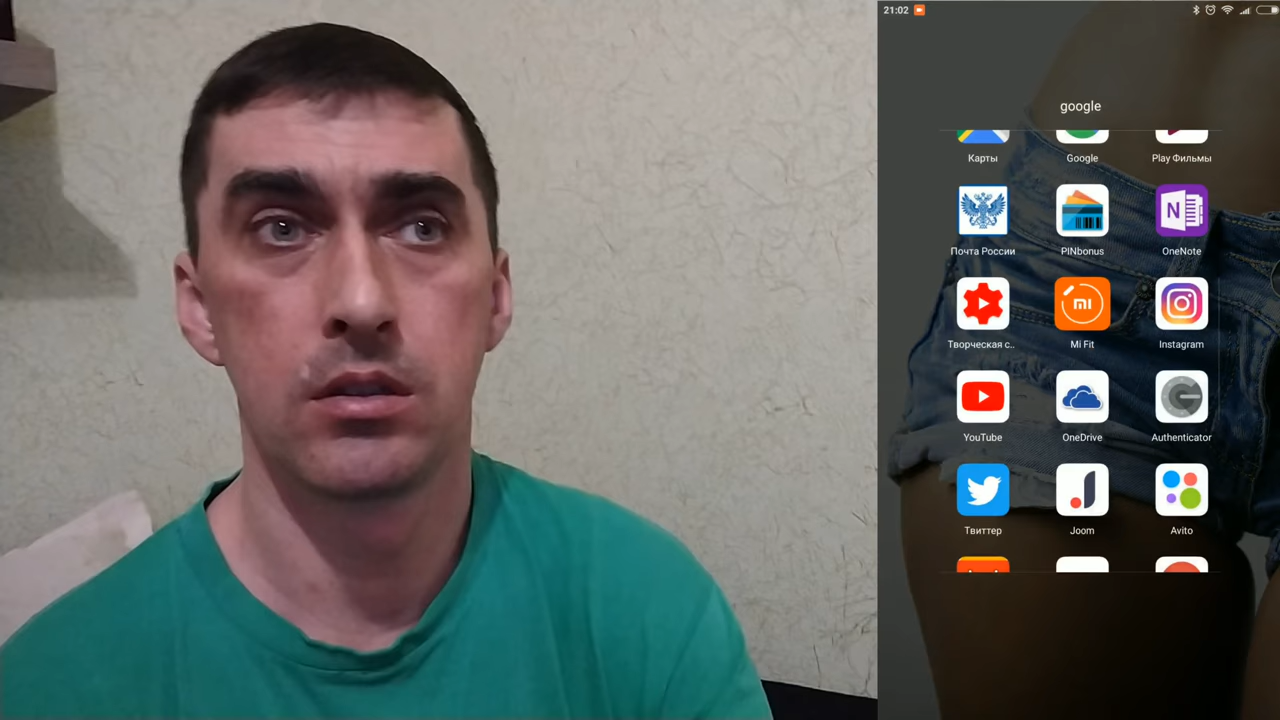 21:02
google
Карты
Google
Play Фильмы
Почта России
PINbonus
N
OneNote
Творческая с..
mi
Mi Fit
Instagram
YouTube
OneDrive
Authenticator
Твиттер
Joom
Avito